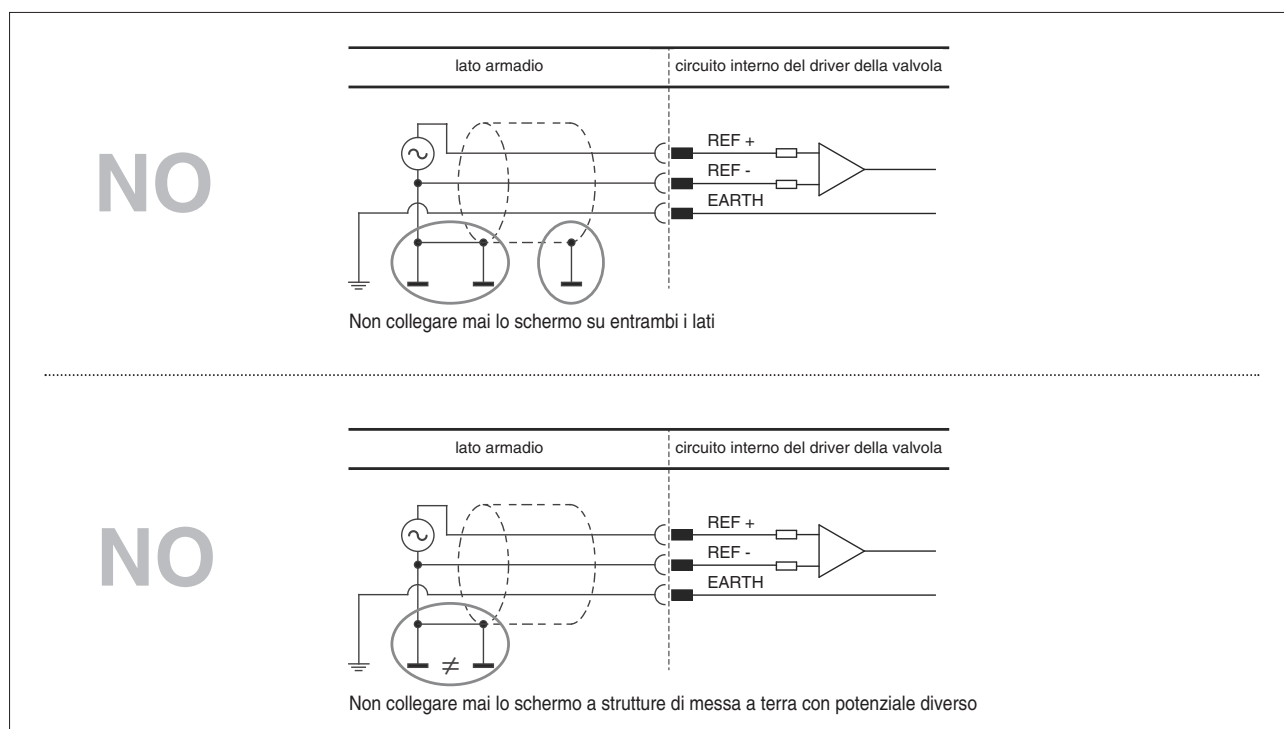 lato armadio
circuito interno del driver della valvola
NO
REF +
REF -
EARTH
Non collegare mai lo schermo su entrambi i lati
lato armadio
circuito interno del driver della valvola
NO
REF +
REF -
EARTH
≠
Non collegare mai lo schermo a strutture di messa a terra con potenziale diverso